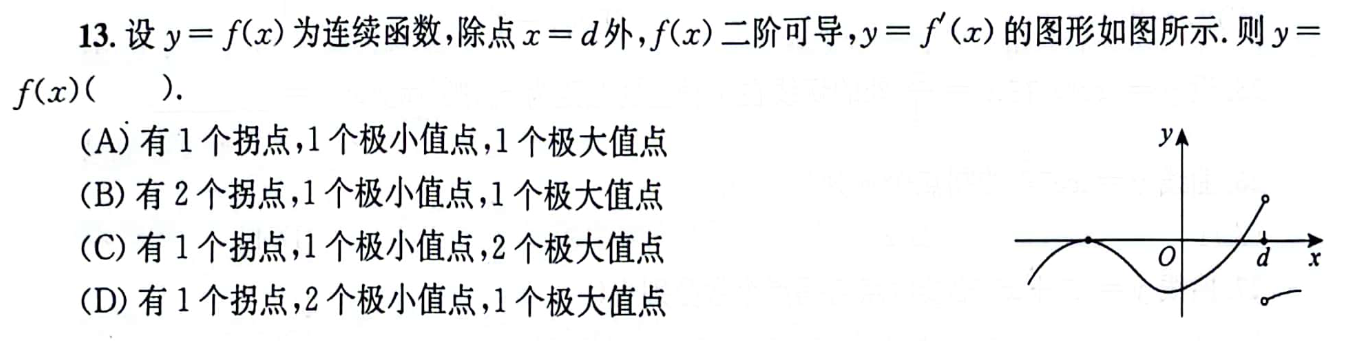 13. 设 y = f(x) 为连续函数,除点 x = d 外, f(x) 二阶可导, y = f′(x) 的图形如图所示. 则 y =
f(x)(    ).
(A) 有 1 个拐点,1 个极小值点,1 个极大值点
(B) 有 2 个拐点,1 个极小值点,1 个极大值点
(C) 有 1 个拐点,1 个极小值点,2 个极大值点
(D) 有 1 个拐点,2 个极小值点,1 个极大值点
y
O
d
x